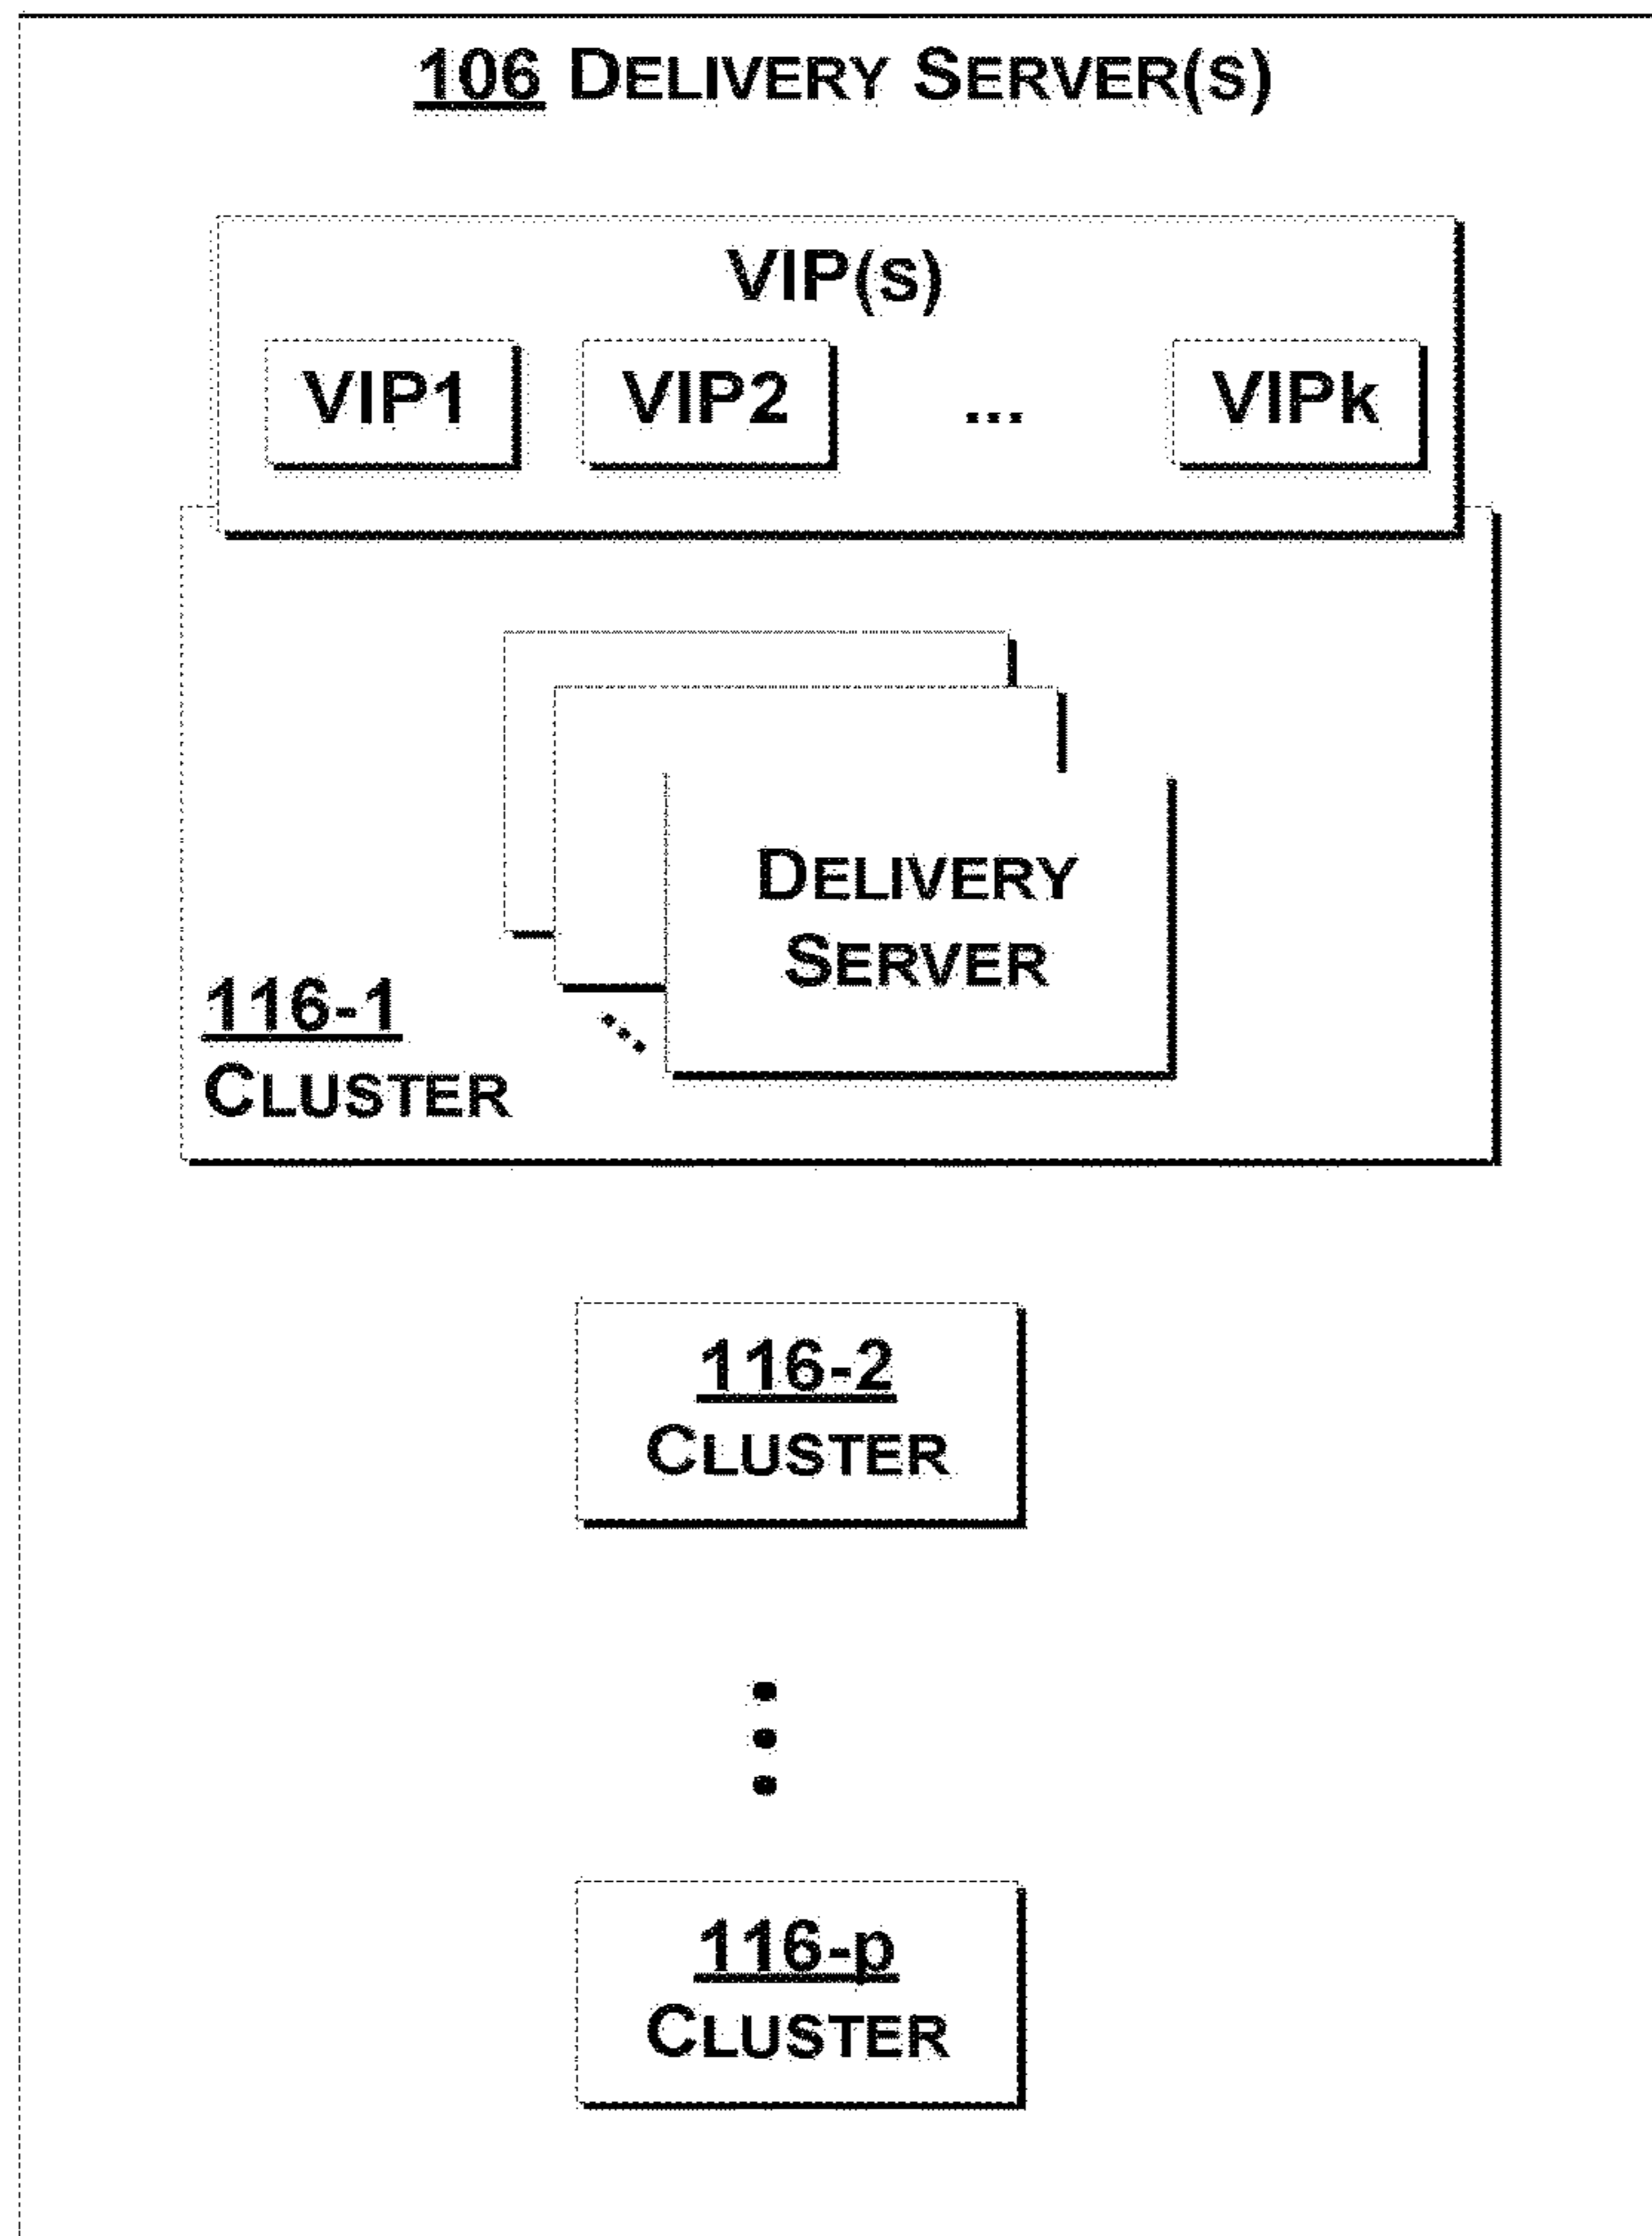 106 DELIVERY SERVER(S)
VIP(S)
VIP1 VIP2 ... VIPk
DELIVERY
SERVER
116-1
CLUSTER
116-2
CLUSTER
116-p
CLUSTER